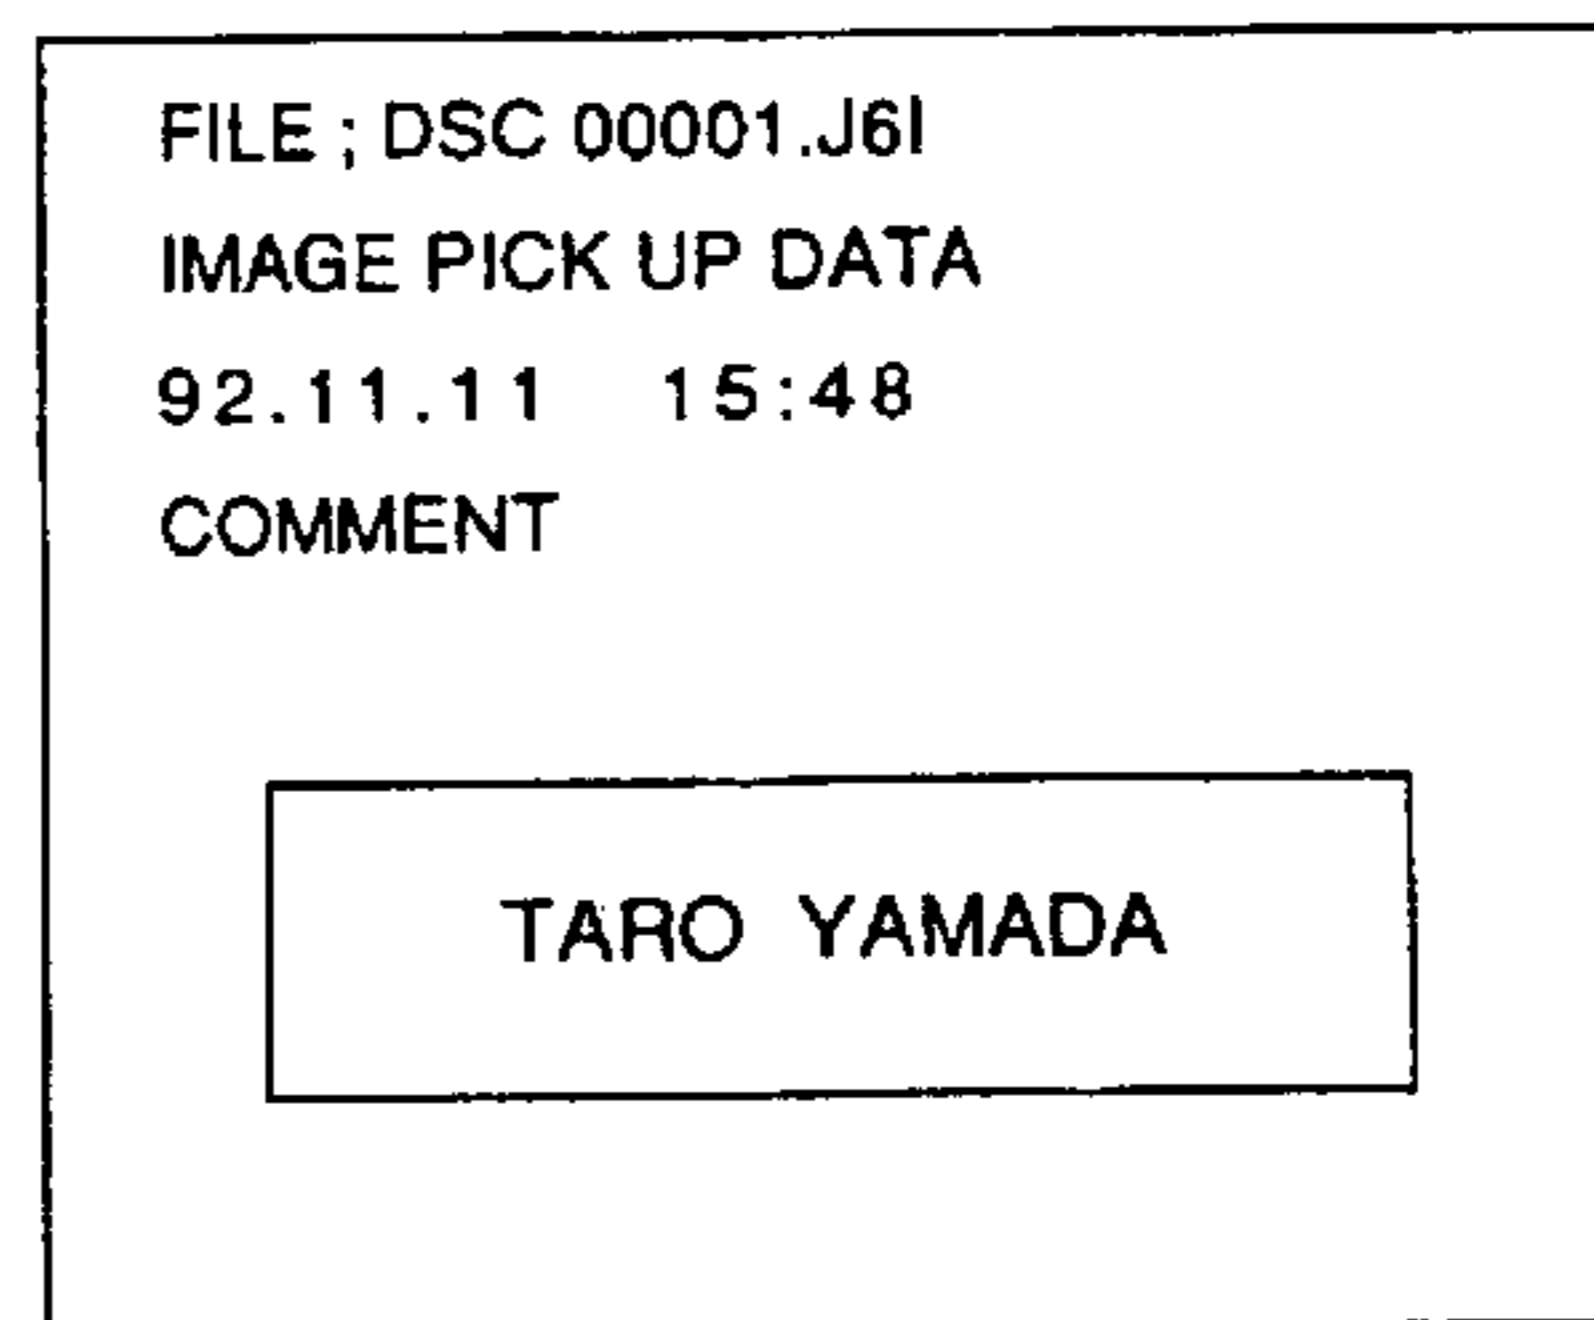 FILE ; DSC 00001.J6I
IMAGE PICK UP DATA
92.11.11 15:48
COMMENT
TARO YAMADA